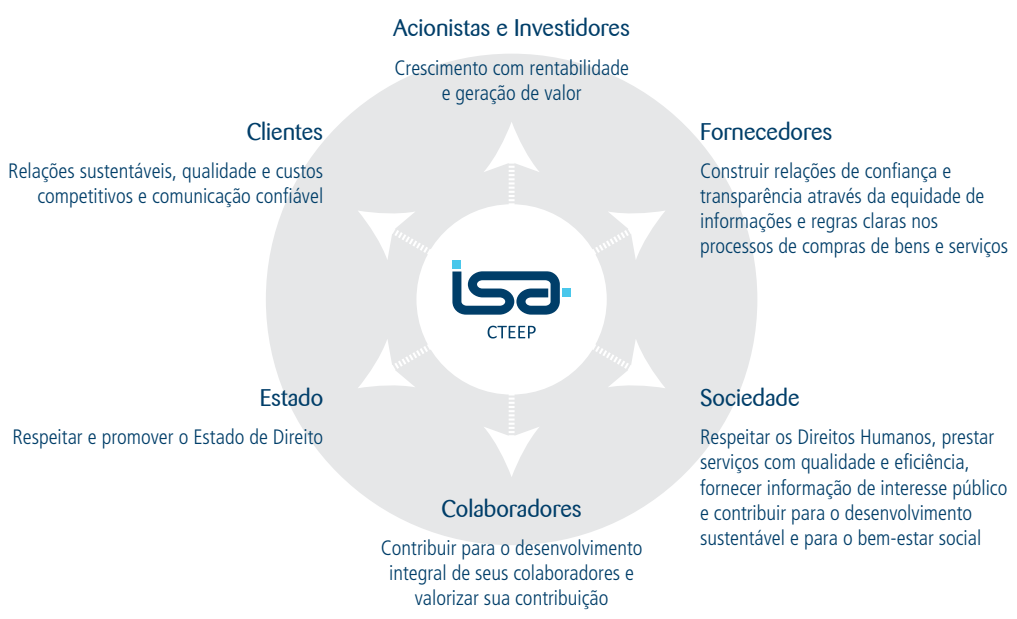 Acionistas e Investidores
Crescimento com rentabilidade
e geração de valor
Clientes
Relações sustentáveis, qualidade e custos
competitivos e comunicação confiável
Fornecedores
Construir relações de confiança e
transparência através da equidade de
informações e regras claras nos
processos de compras de bens e serviços
isa
CTEEP
Estado
Respeitar e promover o Estado de Direito
Sociedade
Respeitar os Direitos Humanos, prestar
serviços com qualidade e eficiência,
fornecer informação de interesse público
e contribuir para o desenvolvimento
sustentável e para o bem-estar social
Colaboradores
Contribuir para o desenvolvimento
integral de seus colaboradores e
valorizar sua contribuição